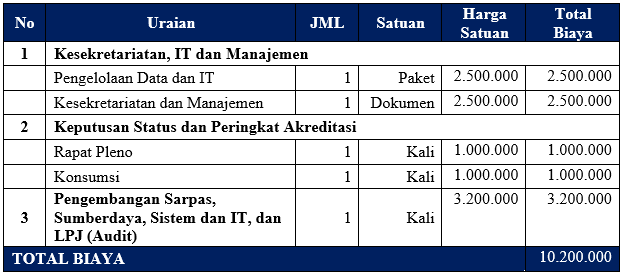 No Uraian JML Satuan Harga Satuan Total Biaya
1 Kesekretariatan, IT dan Manajemen
Pengelolaan Data dan IT 1 Paket 2.500.000 2.500.000
Kesekretariatan dan Manajemen 1 Dokumen 2.500.000 2.500.000
2 Keputusan Status dan Peringkat Akreditasi
Rapat Pleno 1 Kali 1.000.000 1.000.000
Konsumsi 1 Kali 1.000.000 1.000.000
3 Pengembangan Sarpas,
Sumberdaya, Sistem dan IT, dan
LPJ (Audit) 1 Kali 3.200.000 3.200.000
TOTAL BIAYA 10.200.000